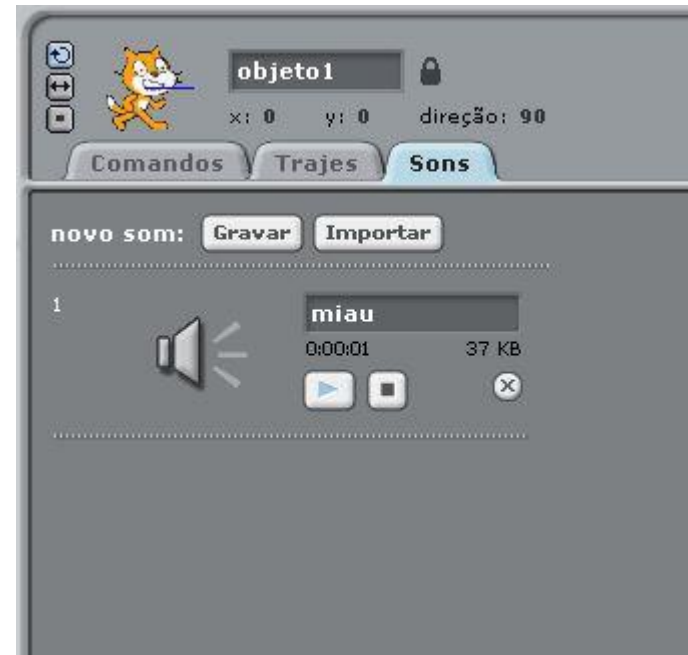 objeto1
x: 0 y: 0 direção: 90
Comandos Trajes Sons
novo som: Gravar Importar
1
miau
0:00:01 37 KB